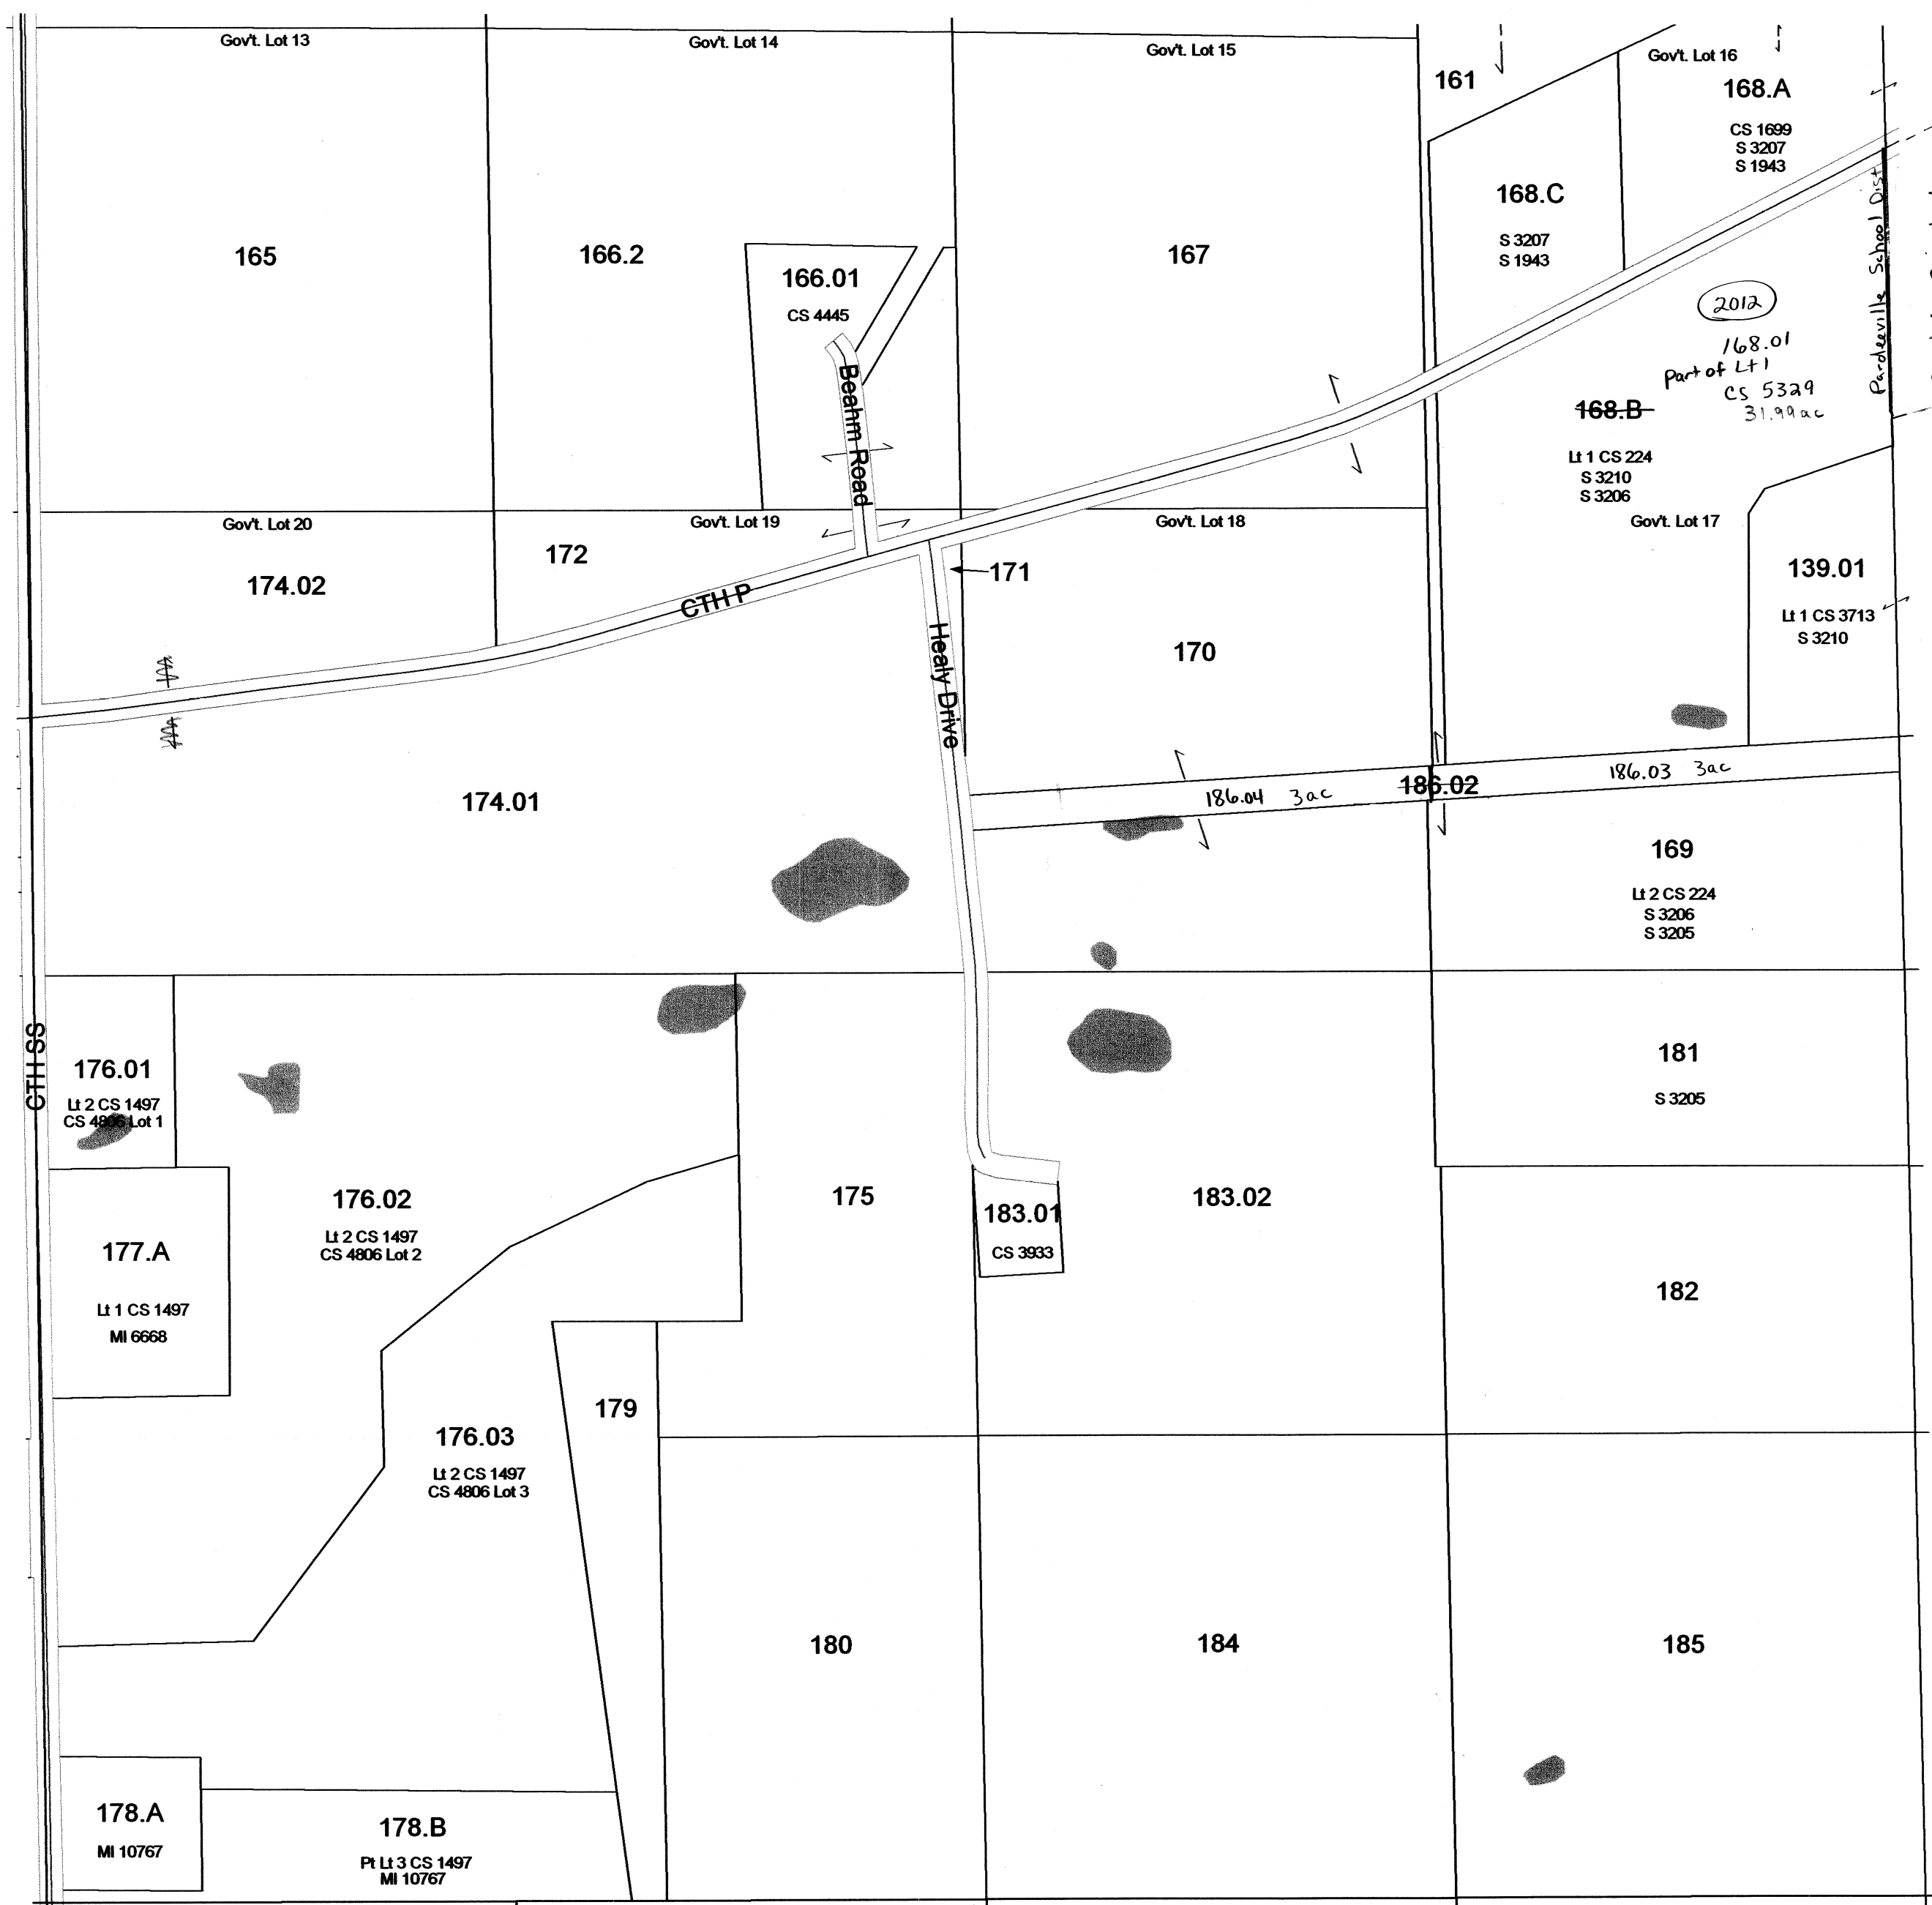 Gov't. Lot 13
Gov't. Lot 14
Gov't. Lot 15
Gov't. Lot 16
161
168.A
CS 1699
S 3207
S 1943
168.C
S 3207
S 1943
165
166.2
166.01
CS 4445
167
Pardeeville School Dist
2012
168.01
Part of Lt 1
CS 5329
31.99 ac
168.B
Lt 1 CS 224
S 3210
S 3206
Beahm Road
Gov't. Lot 20
Gov't. Lot 19
Gov't. Lot 18
Gov't. Lot 17
172
174.02
171
139.01
Lt 1 CS 3713
S 3210
CTH P
Healy Drive
170
174.01
186.04 3ac
186.02
186.03 3ac
169
Lt 2 CS 224
S 3206
S 3205
CTH SS
176.01
Lt 2 CS 1497
CS 4806 Lot 1
181
S 3205
176.02
Lt 2 CS 1497
CS 4806 Lot 2
175
183.01
CS 3933
183.02
177.A
Lt 1 CS 1497
MI 6668
182
179
176.03
Lt 2 CS 1497
CS 4806 Lot 3
180
184
185
178.A
MI 10767
178.B
Pt Lt 3 CS 1497
MI 10767